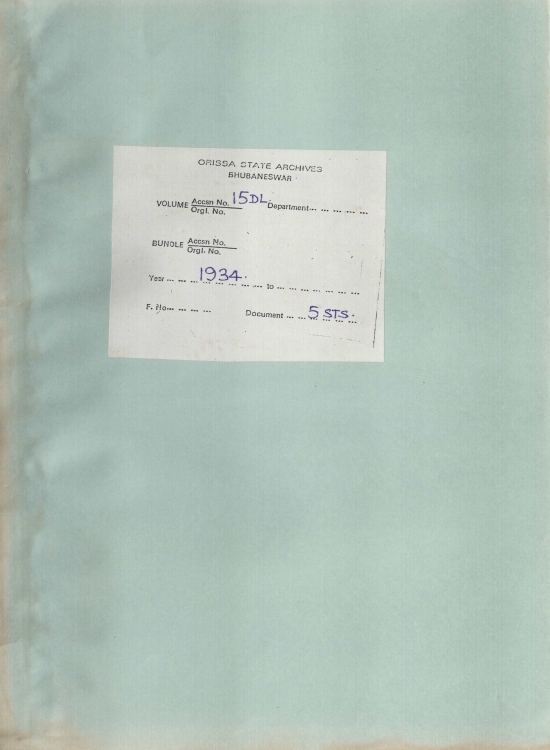 ORISSA STATE ARCHIVES
BHUBANESWAR
VOLUME Accsn No. 15DL Department... ... ... ... ...
Orgl. No.
BUNDLE Accsn No.
Orgl. No.
Year ... ... ... 1934. ... ... to ... ... ... ... ... ...
F. No... ... ... Document ... ... 5 STS. ...